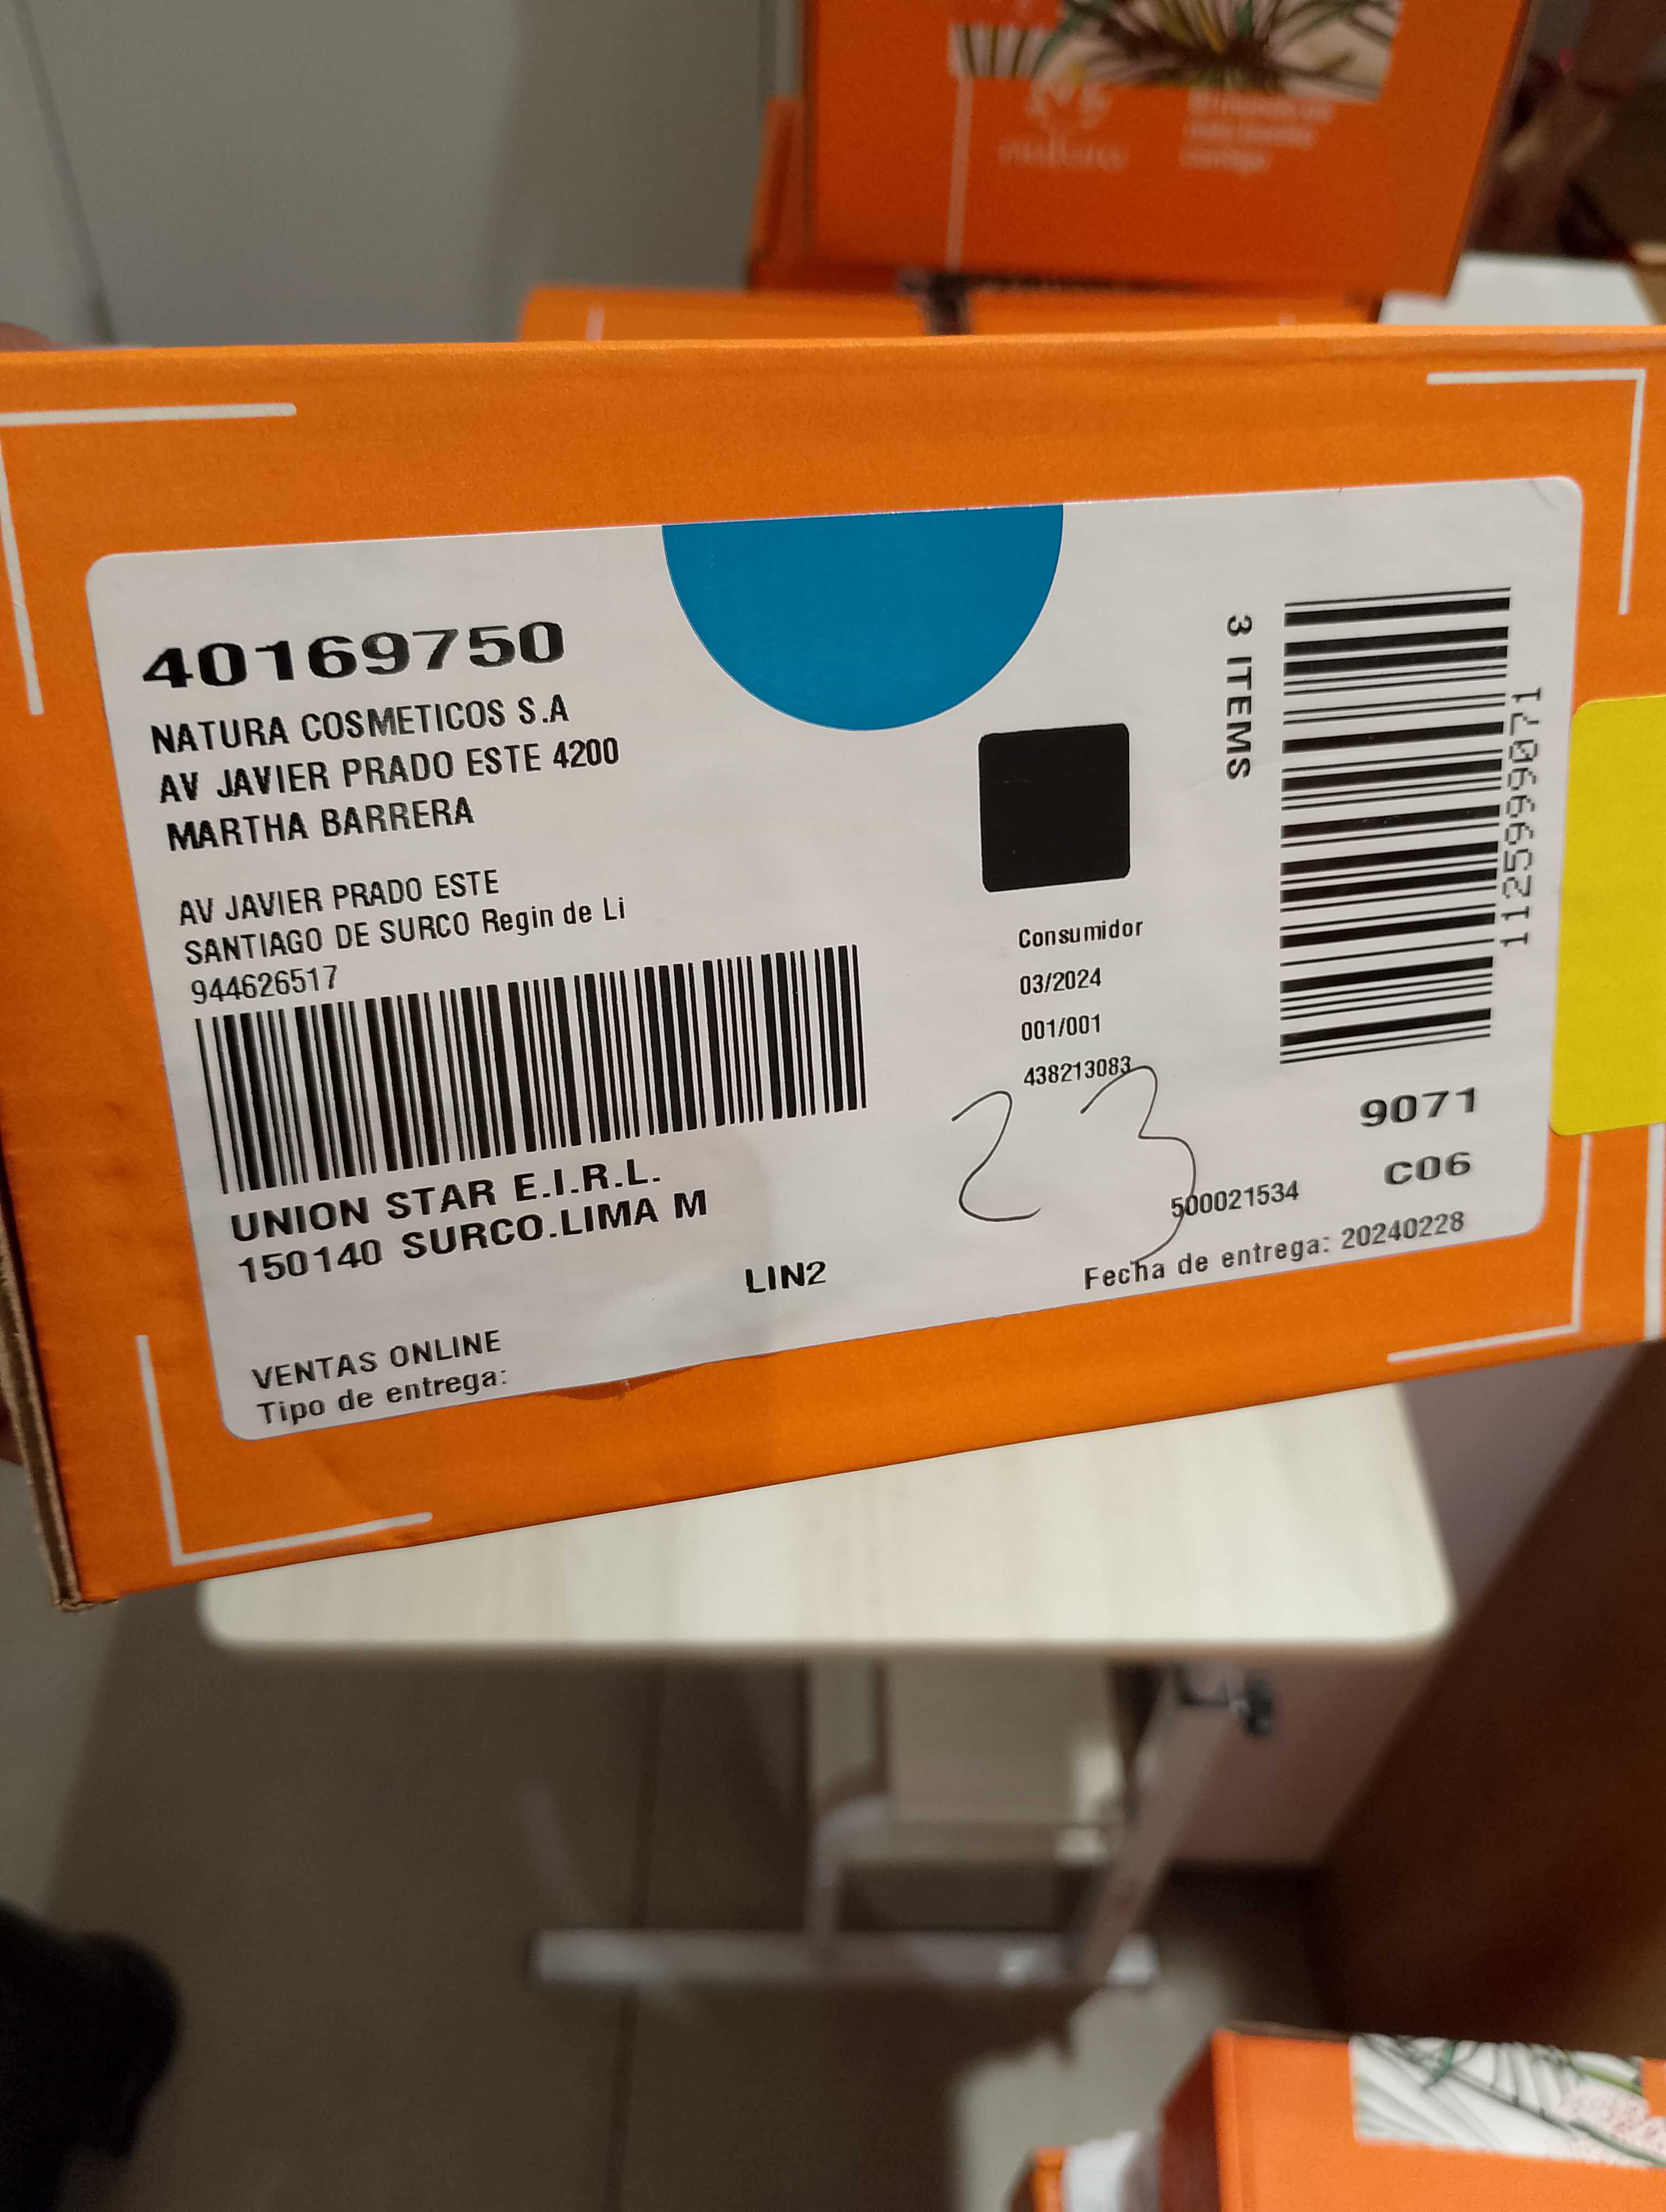 natura
40169750
NATURA COSMETICOS S.A
AV JAVIER PRADO ESTE 4200
MARTHA BARRERA
AV JAVIER PRADO ESTE
SANTIAGO DE SURCO Regin de Li
944626517
UNION STAR E.I.R.L.
150140 SURCO.LIMA M
LIN2
VENTAS ONLINE
Tipo de entrega:
Consumidor
03/2024
001/001
438213083
23
3 ITEMS
1125999071
9071
C06
500021534
Fecha de entrega: 20240228